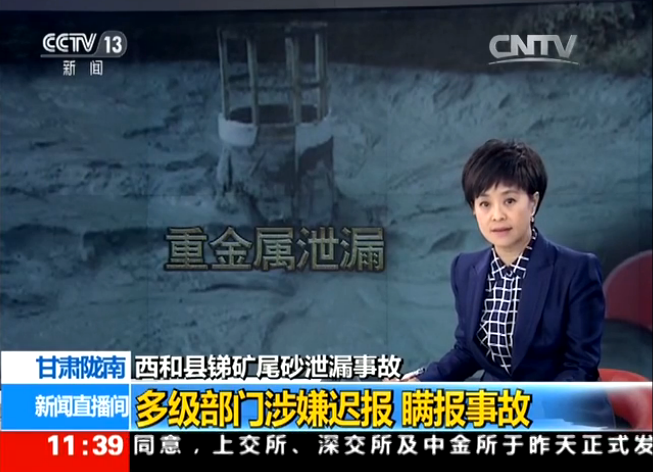 CCTV 13
新闻
CNTV
重金属泄漏
甘肃陇南
西和县锑矿尾砂泄漏事故
新闻直播间
多级部门涉嫌迟报 瞒报事故
11:39
同意，上交所、深交所及中金所于昨天正式发